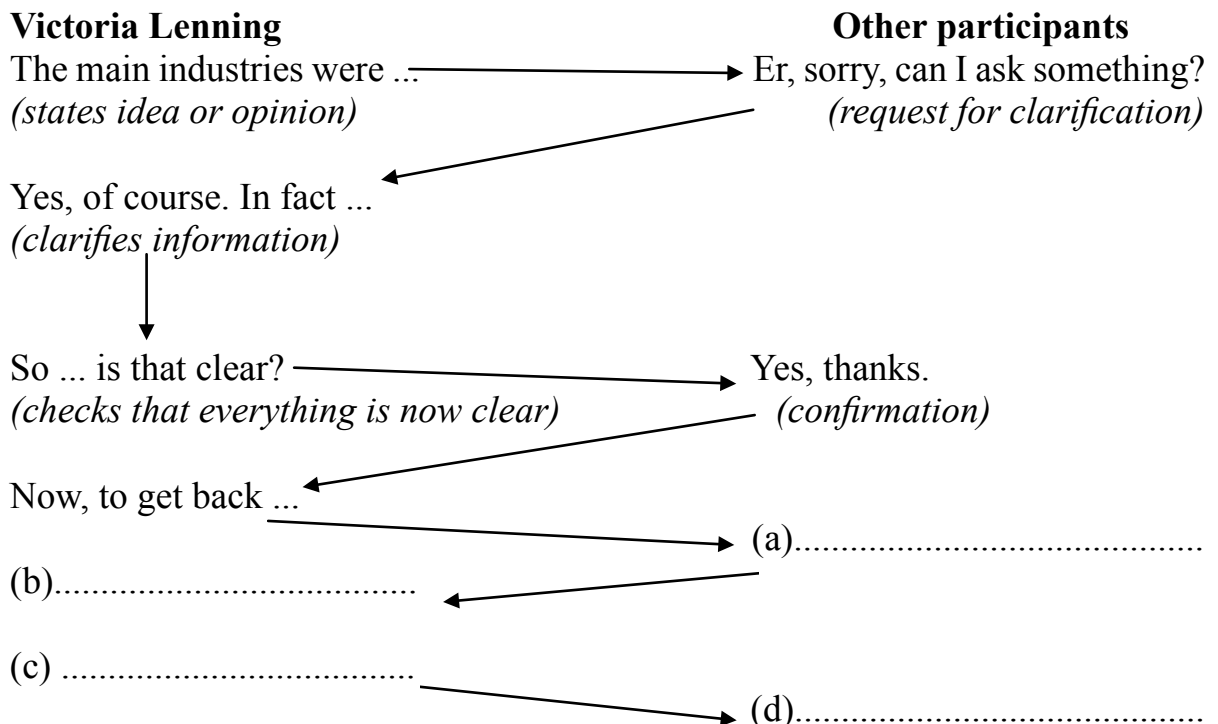 Victoria Lenning Other participants
The main industries were ... Er, sorry, can I ask something?
(states idea or opinion) (request for clarification)
Yes, of course. In fact ...
(clarifies information)
So ... is that clear? Yes, thanks.
(checks that everything is now clear) (confirmation)
Now, to get back ...
(a)............................................
(b).......................................
(c) ......................................
(d)............................................